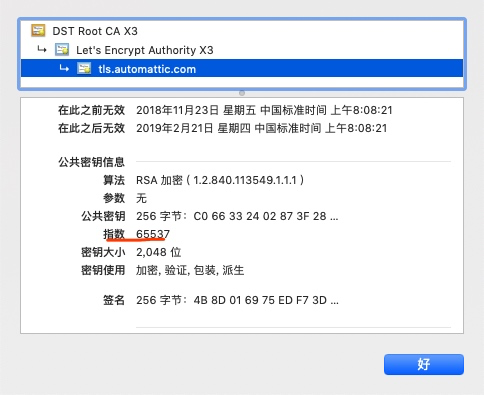 DST Root CA X3
Let's Encrypt Authority X3
tls.automattic.com
在此之前无效 2018年11月23日 星期五 中国标准时间 上午8:08:21
在此之后无效 2019年2月21日 星期四 中国标准时间 上午8:08:21
公共密钥信息
算法 RSA 加密 ( 1.2.840.113549.1.1.1 )
参数 无
公共密钥 256 字节：C0 66 33 24 02 87 3F 28 ...
指数 65537
密钥大小 2,048 位
密钥使用 加密, 验证, 包装, 派生
签名 256 字节：4B 8D 01 69 75 ED F7 3D ...
好